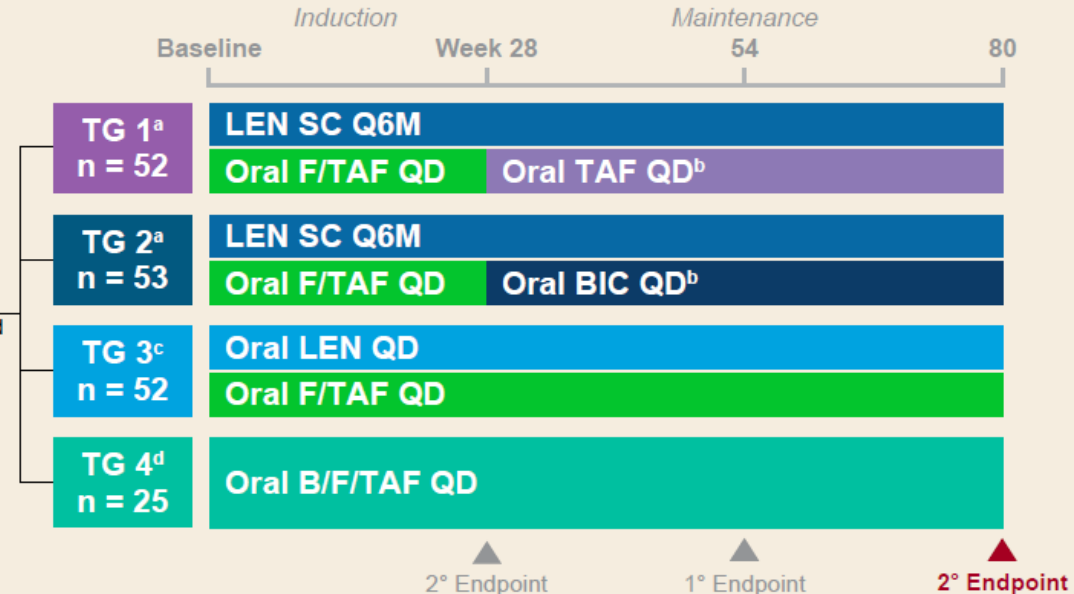 Induction Maintenance
Baseline Week 28 54 80
TG 1ᵃ
n = 52
LEN SC Q6M
Oral F/TAF QD Oral TAF QDᵇ
TG 2ᵃ
n = 53
LEN SC Q6M
Oral F/TAF QD Oral BIC QDᵇ
TG 3ᶜ
n = 52
Oral LEN QD
Oral F/TAF QD
TG 4ᵈ
n = 25
Oral B/F/TAF QD
2° Endpoint 1° Endpoint 2° Endpoint